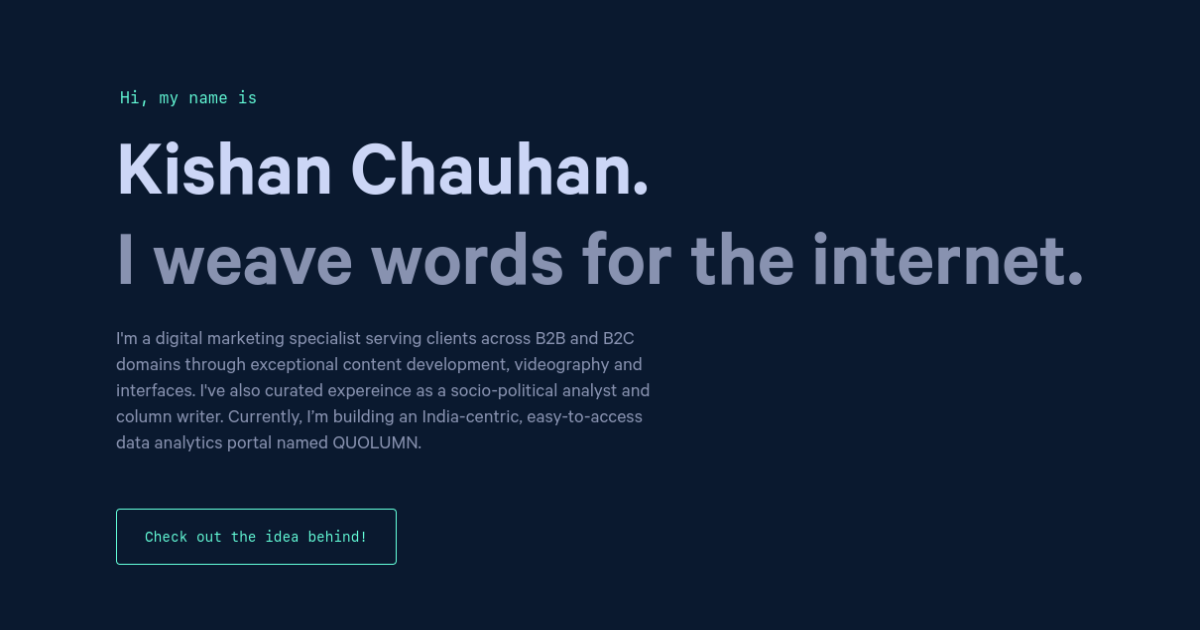 Hi, my name is
Kishan Chauhan.
I weave words for the internet.
I'm a digital marketing specialist serving clients across B2B and B2C
domains through exceptional content development, videography and
interfaces. I've also curated expereince as a socio-political analyst and
column writer. Currently, I’m building an India-centric, easy-to-access
data analytics portal named QUOLUMN.
Check out the idea behind!